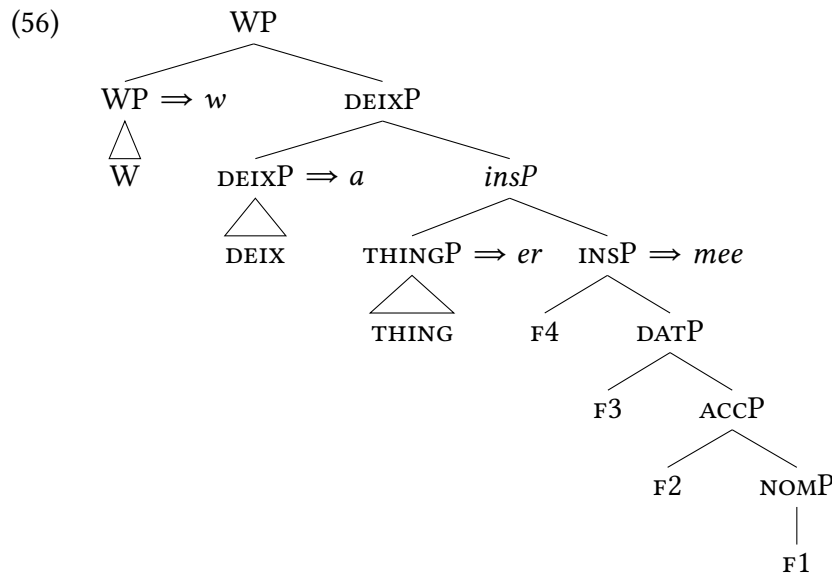 (56) WP
WP ⇒ w DEIXP
W DEIXP ⇒ a insP
DEIX THINGP ⇒ er INSP ⇒ mee
THING F4 DATP
F3 ACCP
F2 NOMP
F1